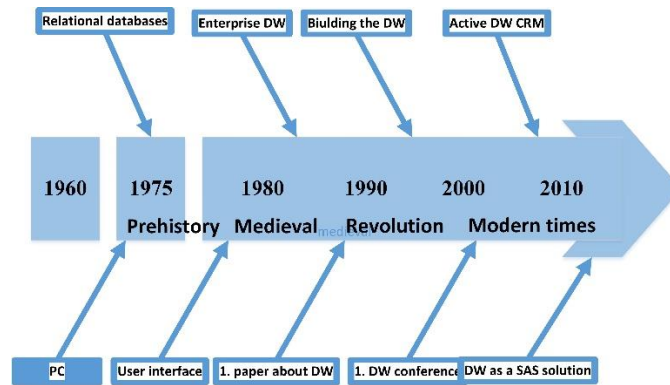 Relational databases
Enterprise DW
Biulding the DW
Active DW CRM
1960
1975
1980
1990
2000
2010
Prehistory
Medieval
Revolution
Modern times
medieval
PC
User interface
1. paper about DW
1. DW conference
DW as a SAS solution